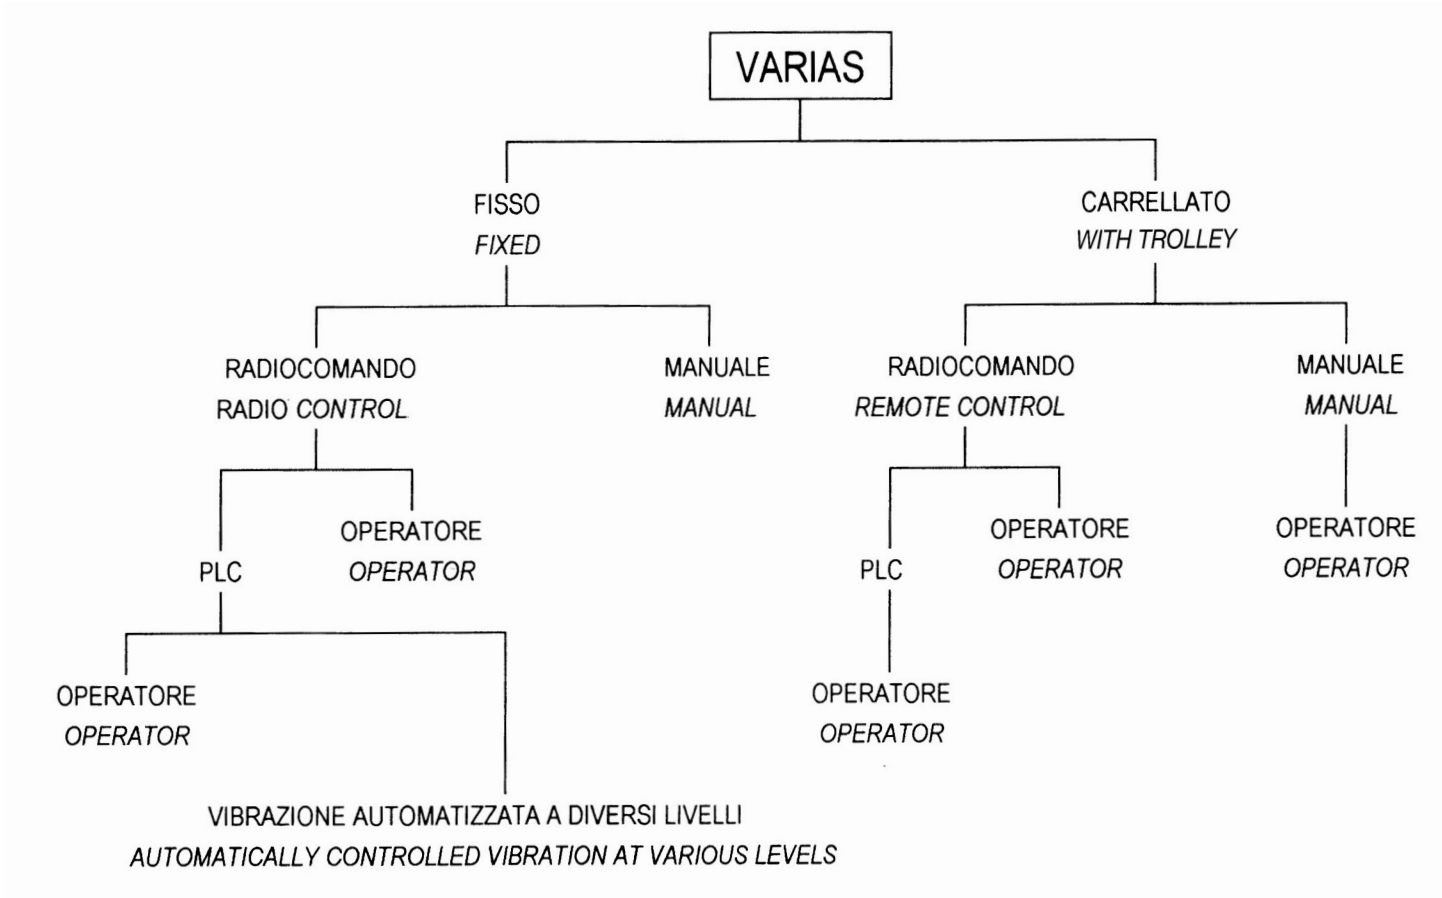 VARIAS
FISSO
FIXED
CARRELLATO
WITH TROLLEY
RADIOCOMANDO
RADIO CONTROL
MANUALE
MANUAL
RADIOCOMANDO
REMOTE CONTROL
MANUALE
MANUAL
PLC
OPERATORE
OPERATOR
PLC
OPERATORE
OPERATOR
OPERATORE
OPERATOR
OPERATORE
OPERATOR
OPERATORE
OPERATOR
VIBRAZIONE AUTOMATIZZATA A DIVERSI LIVELLI
AUTOMATICALLY CONTROLLED VIBRATION AT VARIOUS LEVELS